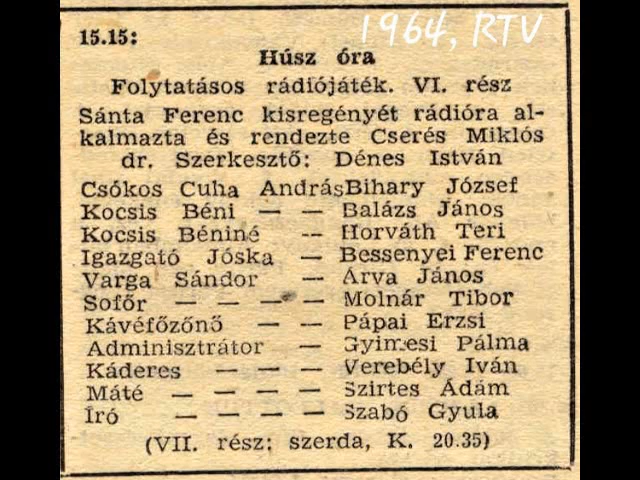 1964, RTV
15.15:
Húsz óra
Folytatásos rádiójáték. VI. rész
Sánta Ferenc kisregényét rádióra al-
kalmazta és rendezte Cserés Miklós
dr. Szerkesztő: Dénes István
Csókos Cuha András Bihary József
Kocsis Béni — — Balázs János
Kocsis Béniné -- Horváth Teri
Igazgató Jóska — Bessenyei Ferenc
Varga Sándor — Árva János
Sofőr — — — — Molnár Tibor
Kávéfőzőnő — — Pápai Erzsi
Adminisztrátor — Gyimesi Pálma
Káderes — — — Verebély Iván
Máté — — — — Szirtes Ádám
Író — — — — — Szabó Gyula
(VII. rész: szerda, K. 20.35)